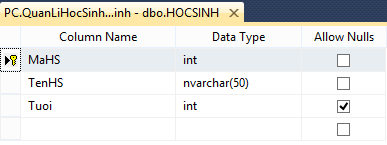 PC.QuanLiHocSinh...inh - dbo.HOCSINH
Column Name Data Type Allow Nulls
MaHS int
TenHS nvarchar(50)
Tuoi int